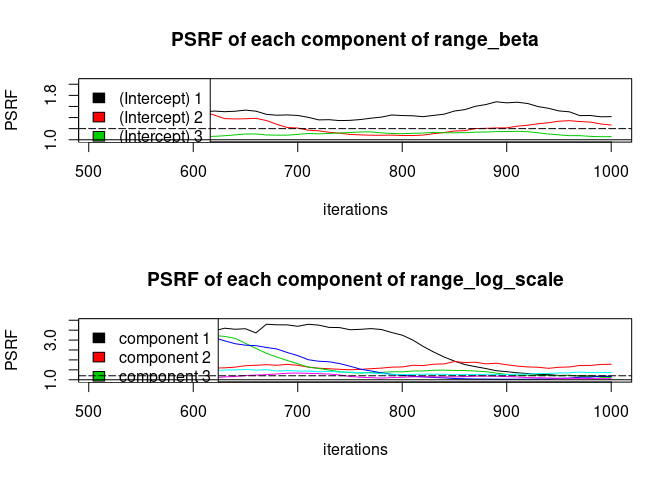 PSRF of each component of range_beta
PSRF
1.8
1.0
(Intercept) 1
(Intercept) 2
(Intercept) 3
500 600 700 800 900 1000
iterations
PSRF of each component of range_log_scale
PSRF
3.0
1.0
component 1
component 2
component 3
500 600 700 800 900 1000
iterations